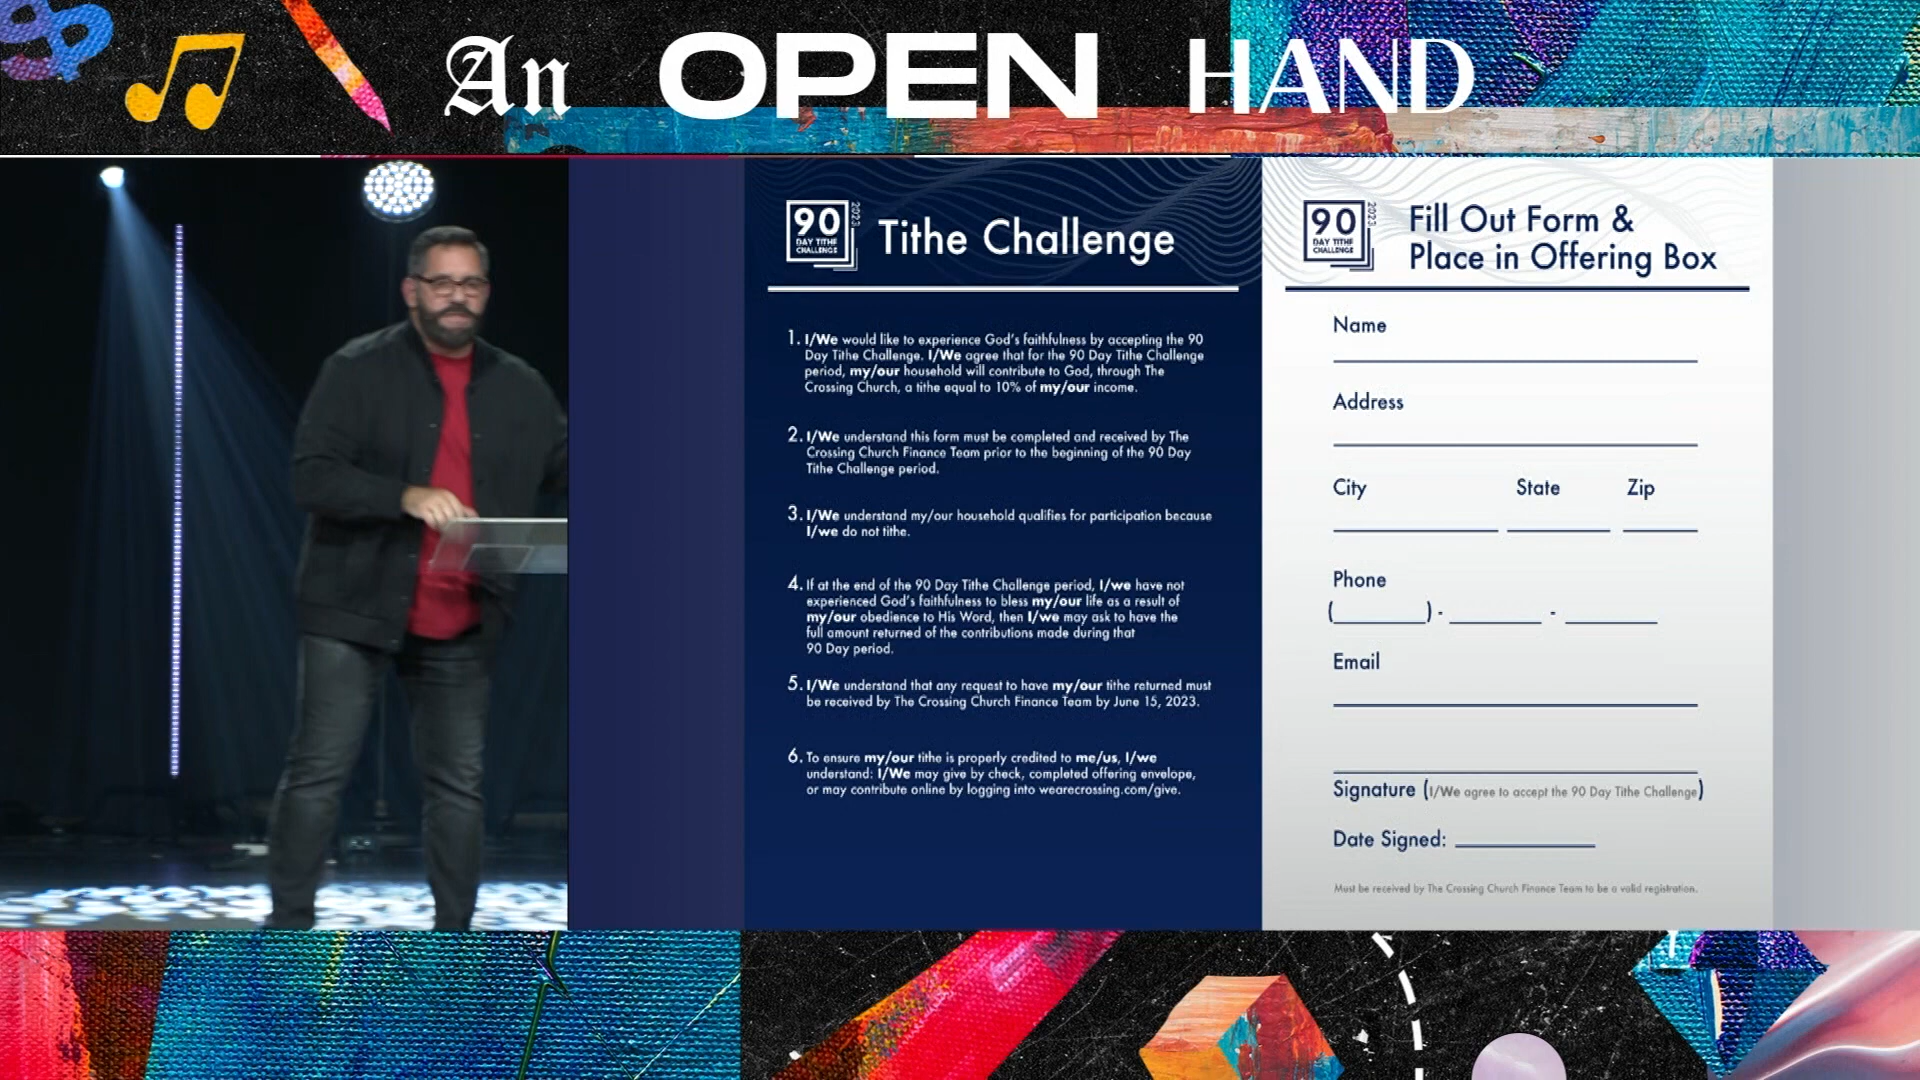 An OPEN HAND
90
DAY TITHE
CHALLENGE
2023
Tithe Challenge
1. I/We would like to experience God's faithfulness by accepting the 90
Day Tithe Challenge. I/We agree that for the 90 Day Tithe Challenge
period, my/our household will contribute to God, through The
Crossing Church, a tithe equal to 10% of my/our income.
2. I/We understand this form must be completed and received by The
Crossing Church Finance Team prior to the beginning of the 90 Day
Tithe Challenge period.
3. I/We understand my/our household qualifies for participation because
I/we do not tithe.
4. If at the end of the 90 Day Tithe Challenge period, I/we have not
experienced God's faithfulness to bless my/our life as a result of
my/our obedience to His Word, then I/we may ask to have the
full amount returned of the contributions made during that
90 Day period.
5. I/We understand that any request to have my/our tithe returned must
be received by The Crossing Church Finance Team by June 15, 2023.
6. To ensure my/our tithe is properly credited to me/us, I/we
understand: I/We may give by check, completed offering envelope,
or may contribute online by logging into wearecrossing.com/give.
90
DAY TITHE
CHALLENGE
2023
Fill Out Form &
Place in Offering Box
Name
Address
City State Zip
Phone
(        ) -        -
Email
Signature (I/We agree to accept the 90 Day Tithe Challenge)
Date Signed:
Must be received by The Crossing Church Finance Team to be a valid registration.